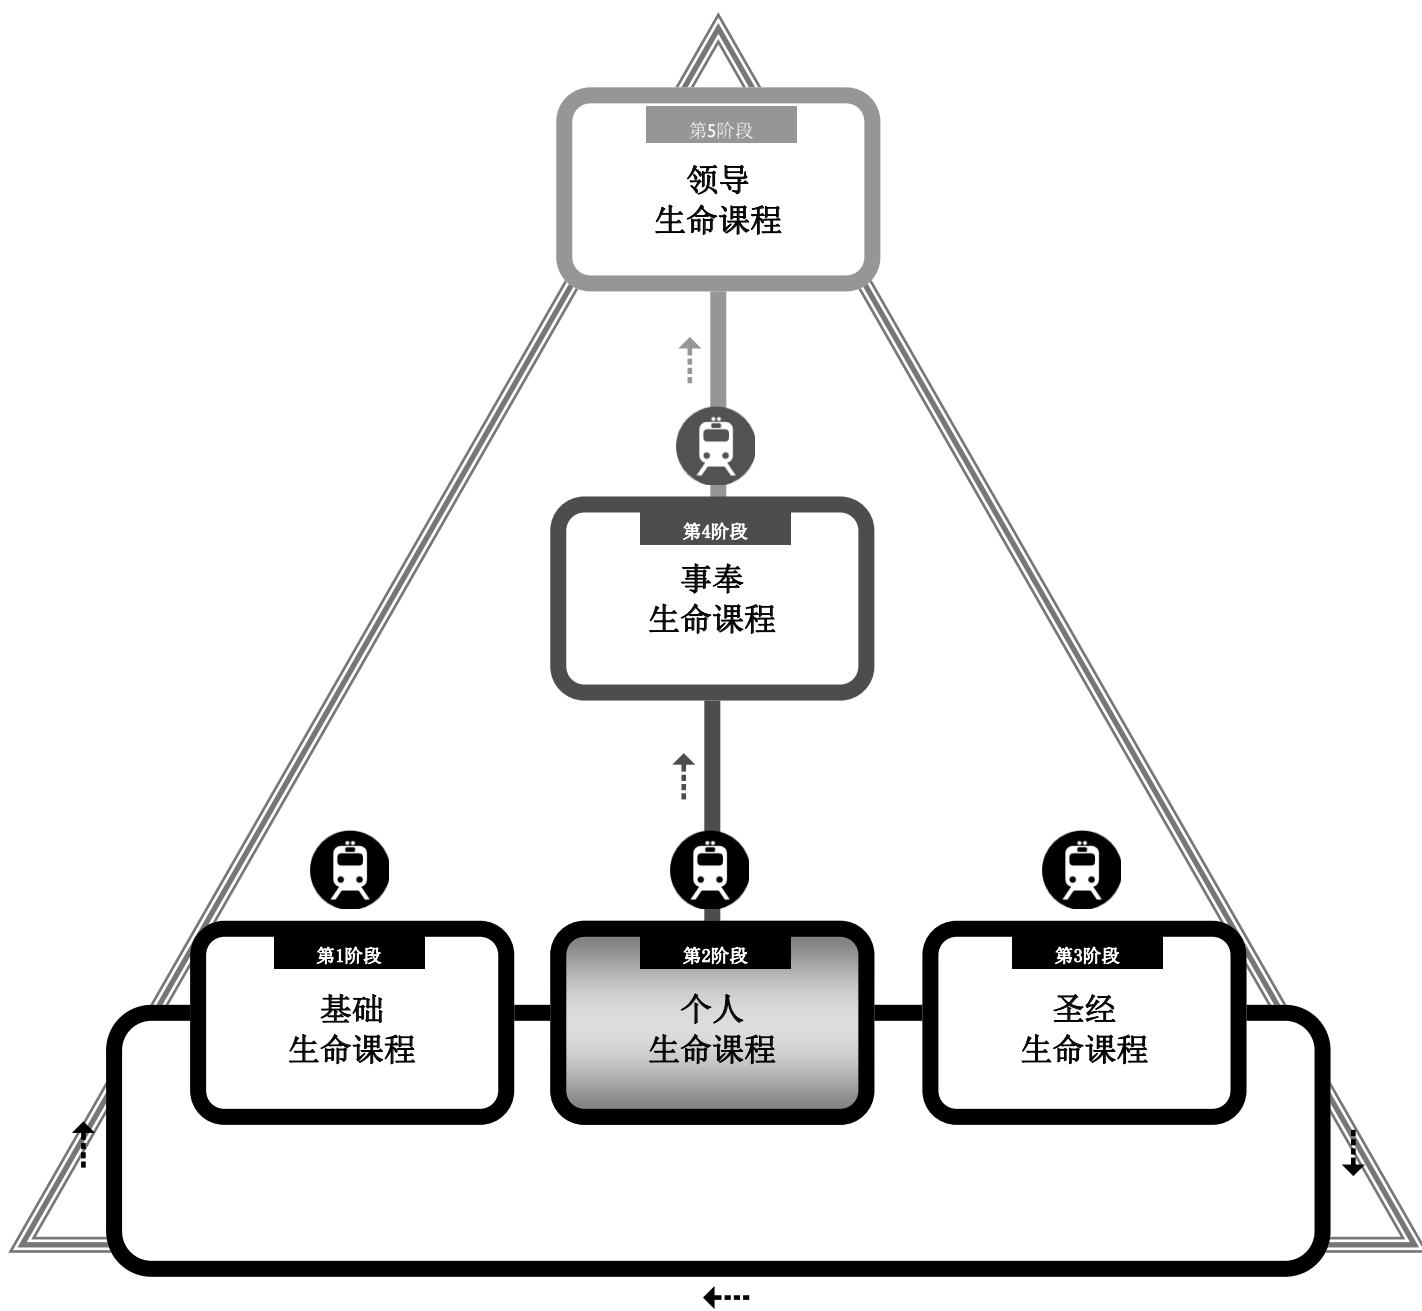 第5阶段
领导
生命课程
第4阶段
事奉
生命课程
第1阶段
基础
生命课程
第2阶段
个人
生命课程
第3阶段
圣经
生命课程